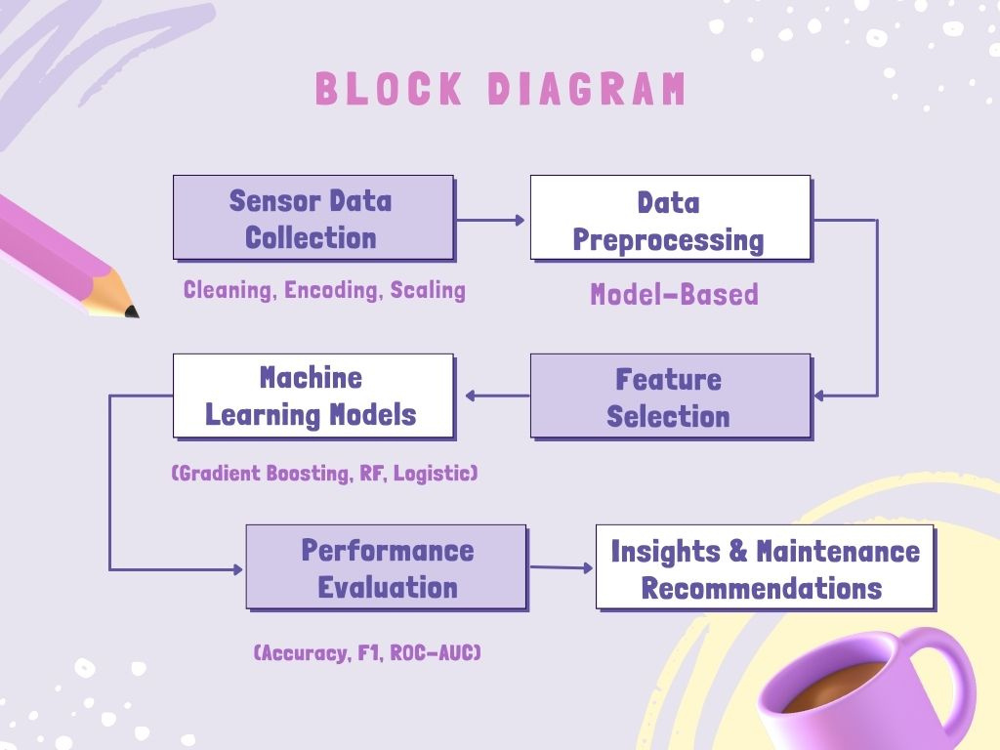 BLOCK DIAGRAM
Sensor Data
Collection
Data
Preprocessing
Cleaning, Encoding, Scaling
Model-Based
Machine
Learning Models
Feature
Selection
(Gradient Boosting, RF, Logistic)
Performance
Evaluation
Insights & Maintenance
Recommendations
(Accuracy, F1, ROC-AUC)